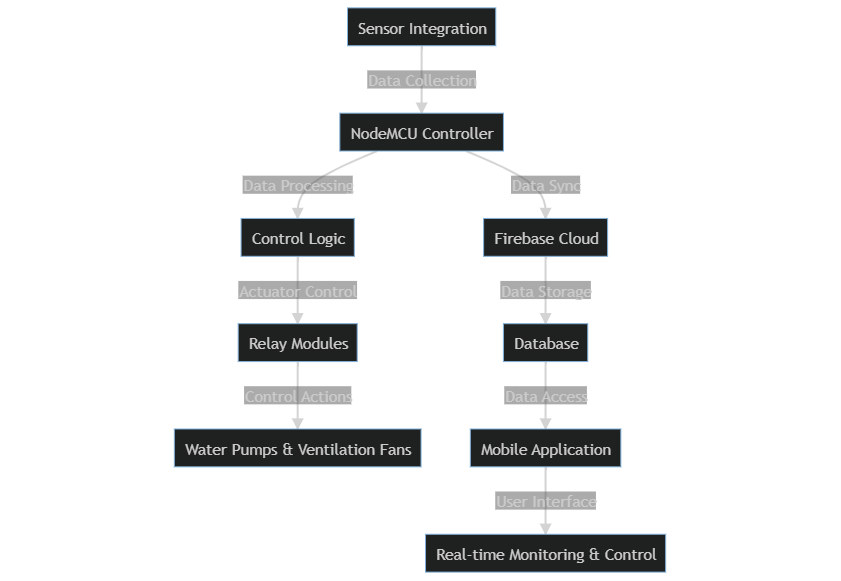 Sensor Integration
Data Collection
NodeMCU Controller
Data Processing
Data Sync
Control Logic
Firebase Cloud
Actuator Control
Data Storage
Relay Modules
Database
Control Actions
Data Access
Water Pumps & Ventilation Fans
Mobile Application
User Interface
Real-time Monitoring & Control